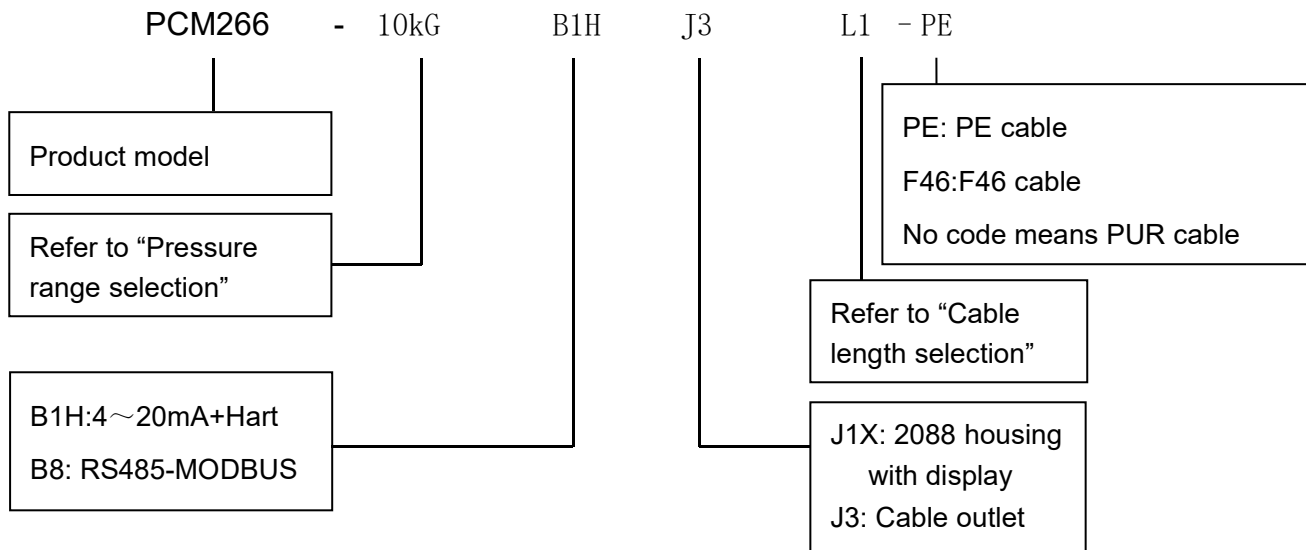 PCM266 - 10kG B1H J3 L1 - PE
Product model
Refer to “Pressure
range selection”
B1H:4～20mA+Hart
B8: RS485-MODBUS
PE: PE cable
F46:F46 cable
No code means PUR cable
Refer to “Cable
length selection”
J1X: 2088 housing
with display
J3: Cable outlet